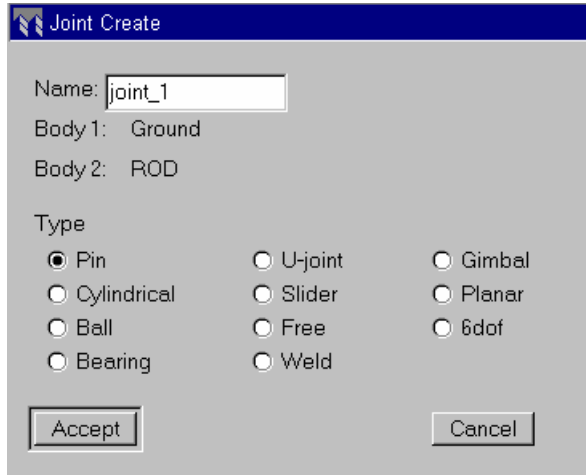 Joint Create
Name: joint_1
Body 1: Ground
Body 2: ROD
Type
Pin U-joint Gimbal
Cylindrical Slider Planar
Ball Free 6dof
Bearing Weld
Accept Cancel